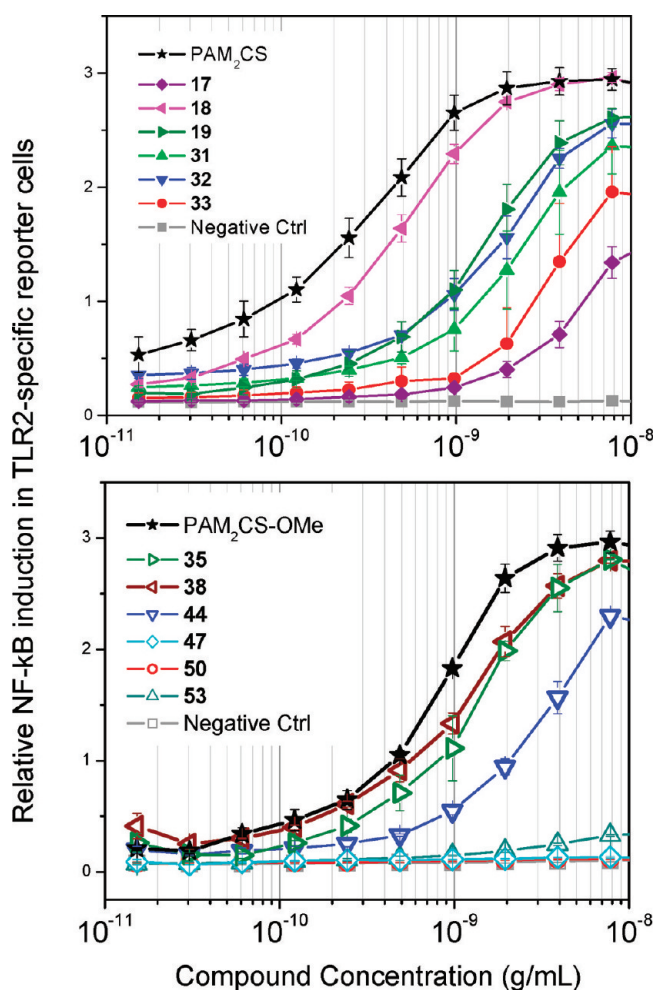 Relative NF-kB induction in TLR2-specific reporter cells
3
2
1
0
PAM₂CS
17
18
19
31
32
33
Negative Ctrl
10⁻¹¹ 10⁻¹⁰ 10⁻⁹ 10⁻⁸
3
2
1
0
PAM₂CS-OMe
35
38
44
47
50
53
Negative Ctrl
10⁻¹¹ 10⁻¹⁰ 10⁻⁹ 10⁻⁸
Compound Concentration (g/mL)